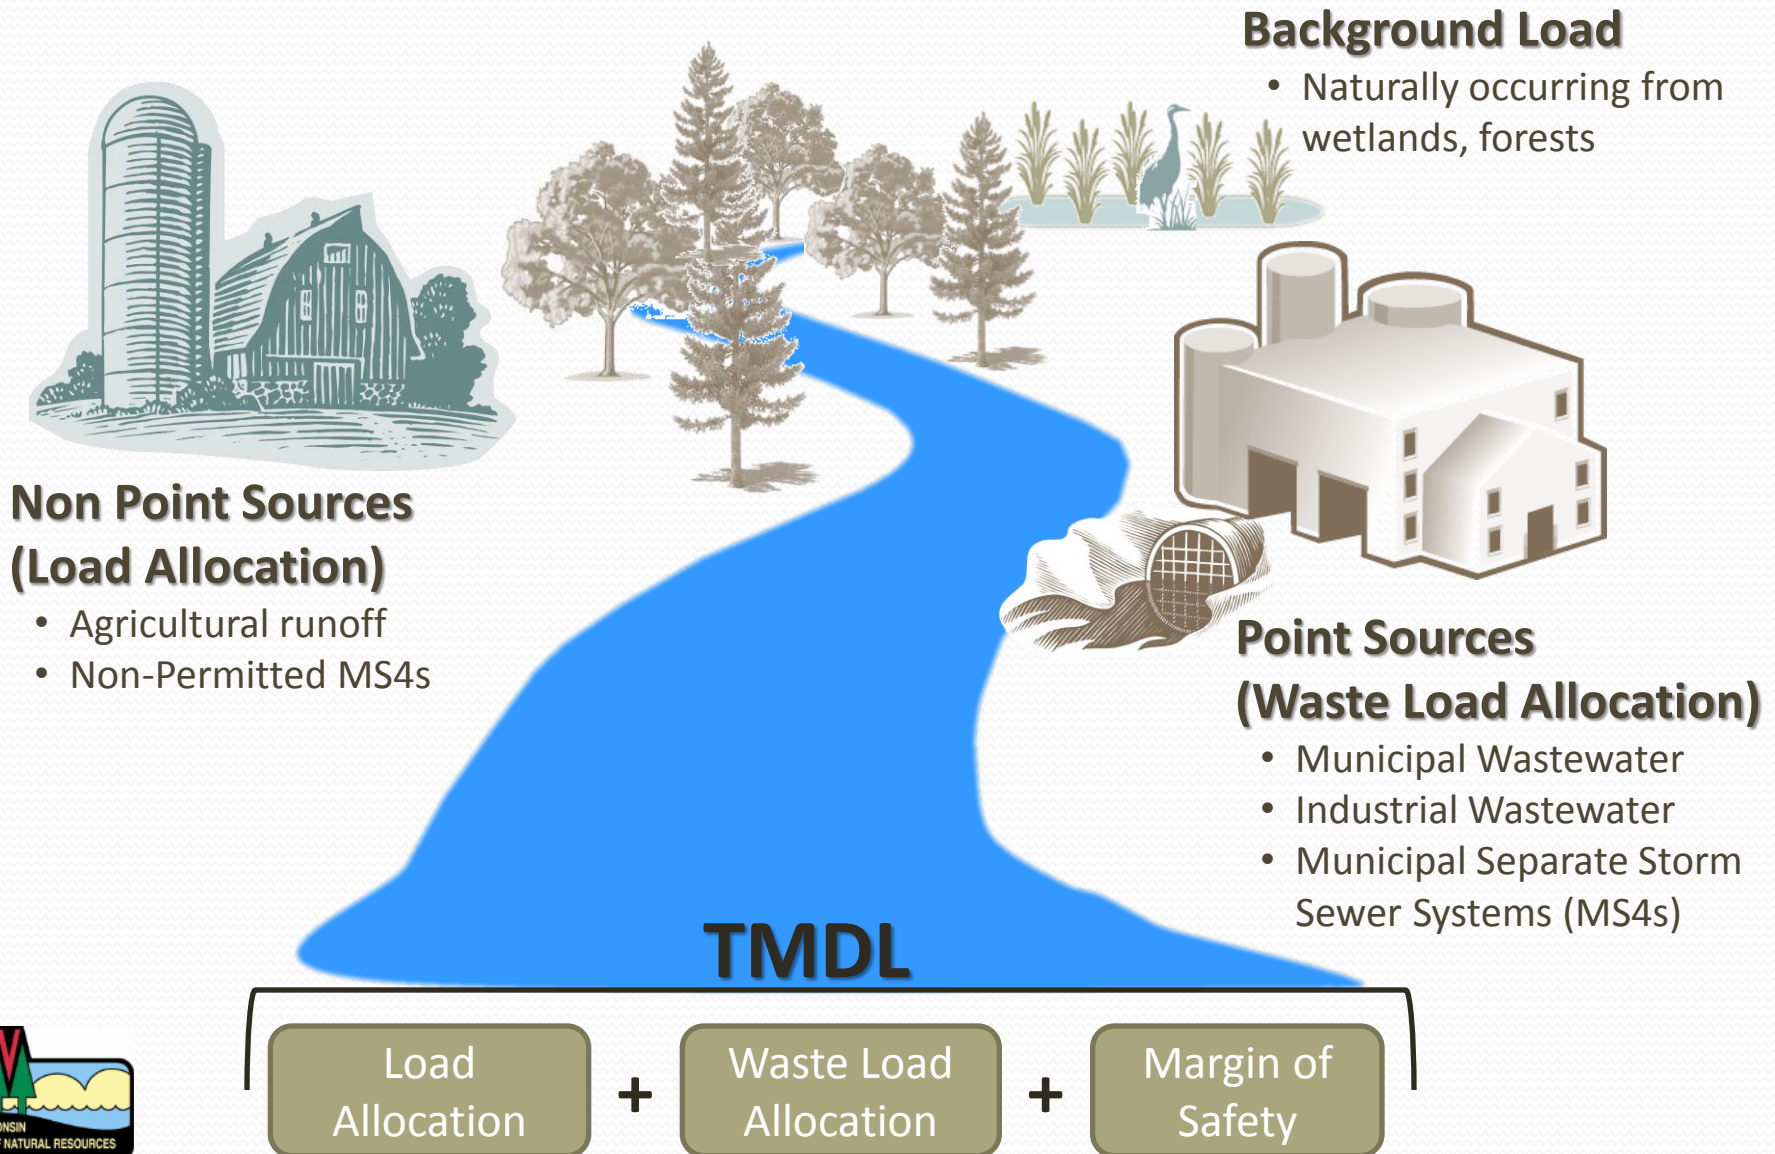 Background Load
• Naturally occurring from
wetlands, forests
Non Point Sources
(Load Allocation)
• Agricultural runoff
• Non-Permitted MS4s
Point Sources
(Waste Load Allocation)
• Municipal Wastewater
• Industrial Wastewater
• Municipal Separate Storm
Sewer Systems (MS4s)
TMDL
Load
Allocation
+
Waste Load
Allocation
+
Margin of
Safety
NATURAL RESOURCES